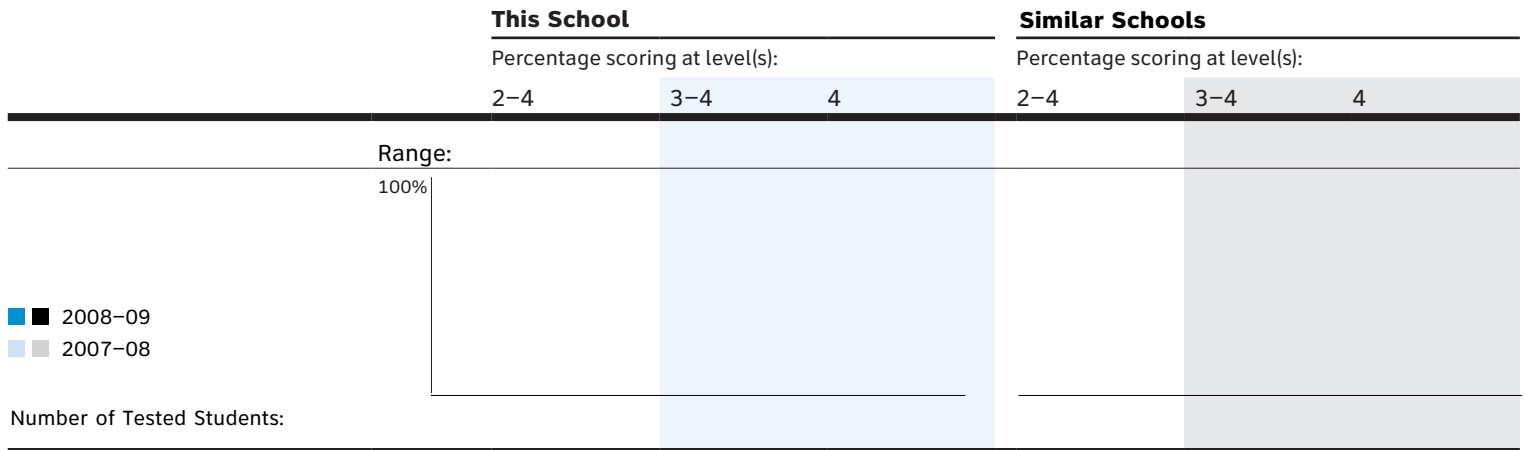 This School Similar Schools
Percentage scoring at level(s): Percentage scoring at level(s):
2–4 3–4 4 2–4 3–4 4
Range:
100%
2008–09
2007–08
Number of Tested Students: